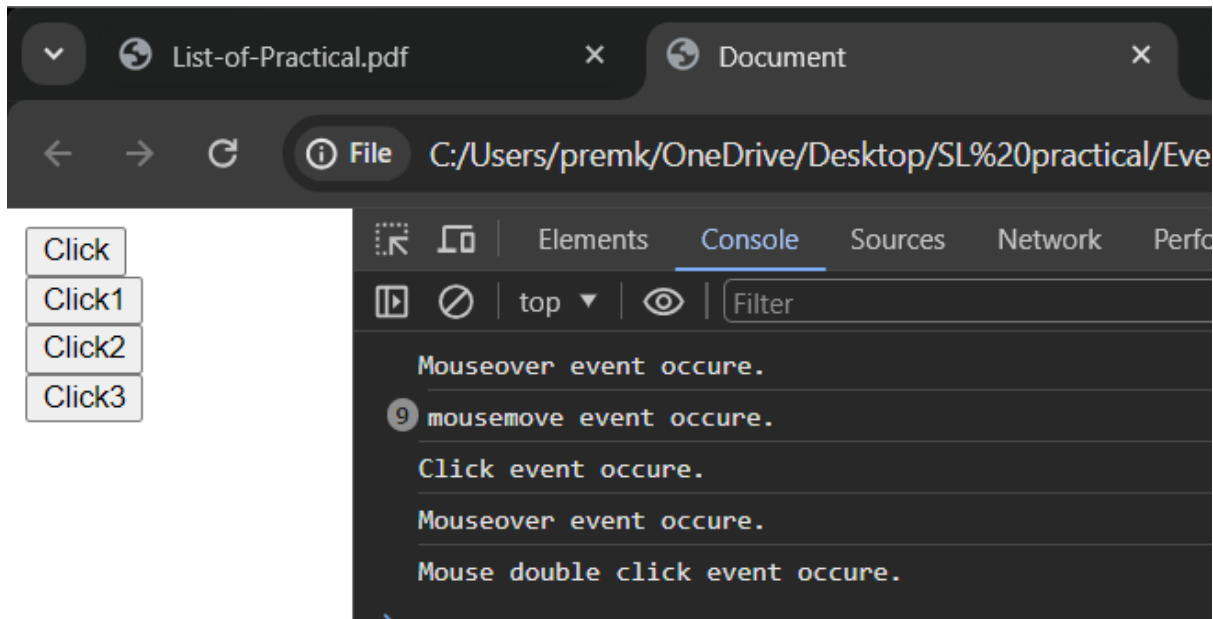 List-of-Practical.pdf
Document
File
C:/Users/premk/OneDrive/Desktop/SL%20practical/Eve
Click
Click1
Click2
Click3
Elements Console Sources Network Perfo
top Filter
Mouseover event occure.
9 mousemove event occure.
Click event occure.
Mouseover event occure.
Mouse double click event occure.